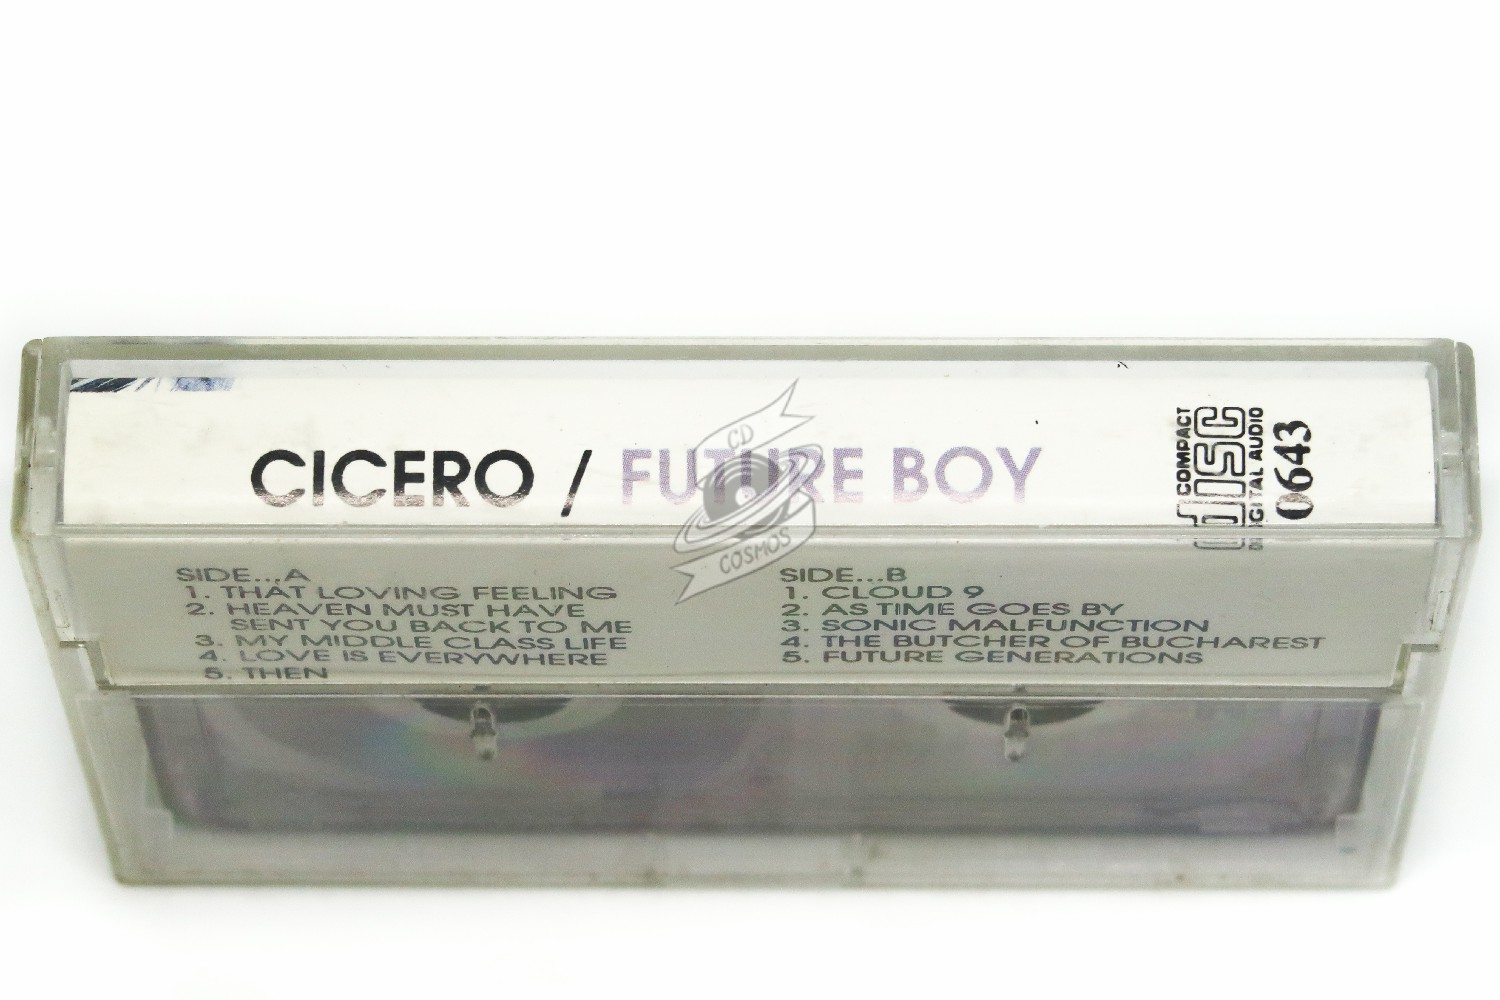 CICERO / FUTURE BOY
COMPACT
disc
DIGITAL AUDIO
0643
CD
COSMOS
SIDE...A
1. THAT LOVING FEELING
2. HEAVEN MUST HAVE
SENT YOU BACK TO ME
3. MY MIDDLE CLASS LIFE
4. LOVE IS EVERYWHERE
5. THEN
SIDE...B
1. CLOUD 9
2. AS TIME GOES BY
3. SONIC MALFUNCTION
4. THE BUTCHER OF BUCHAREST
5. FUTURE GENERATIONS